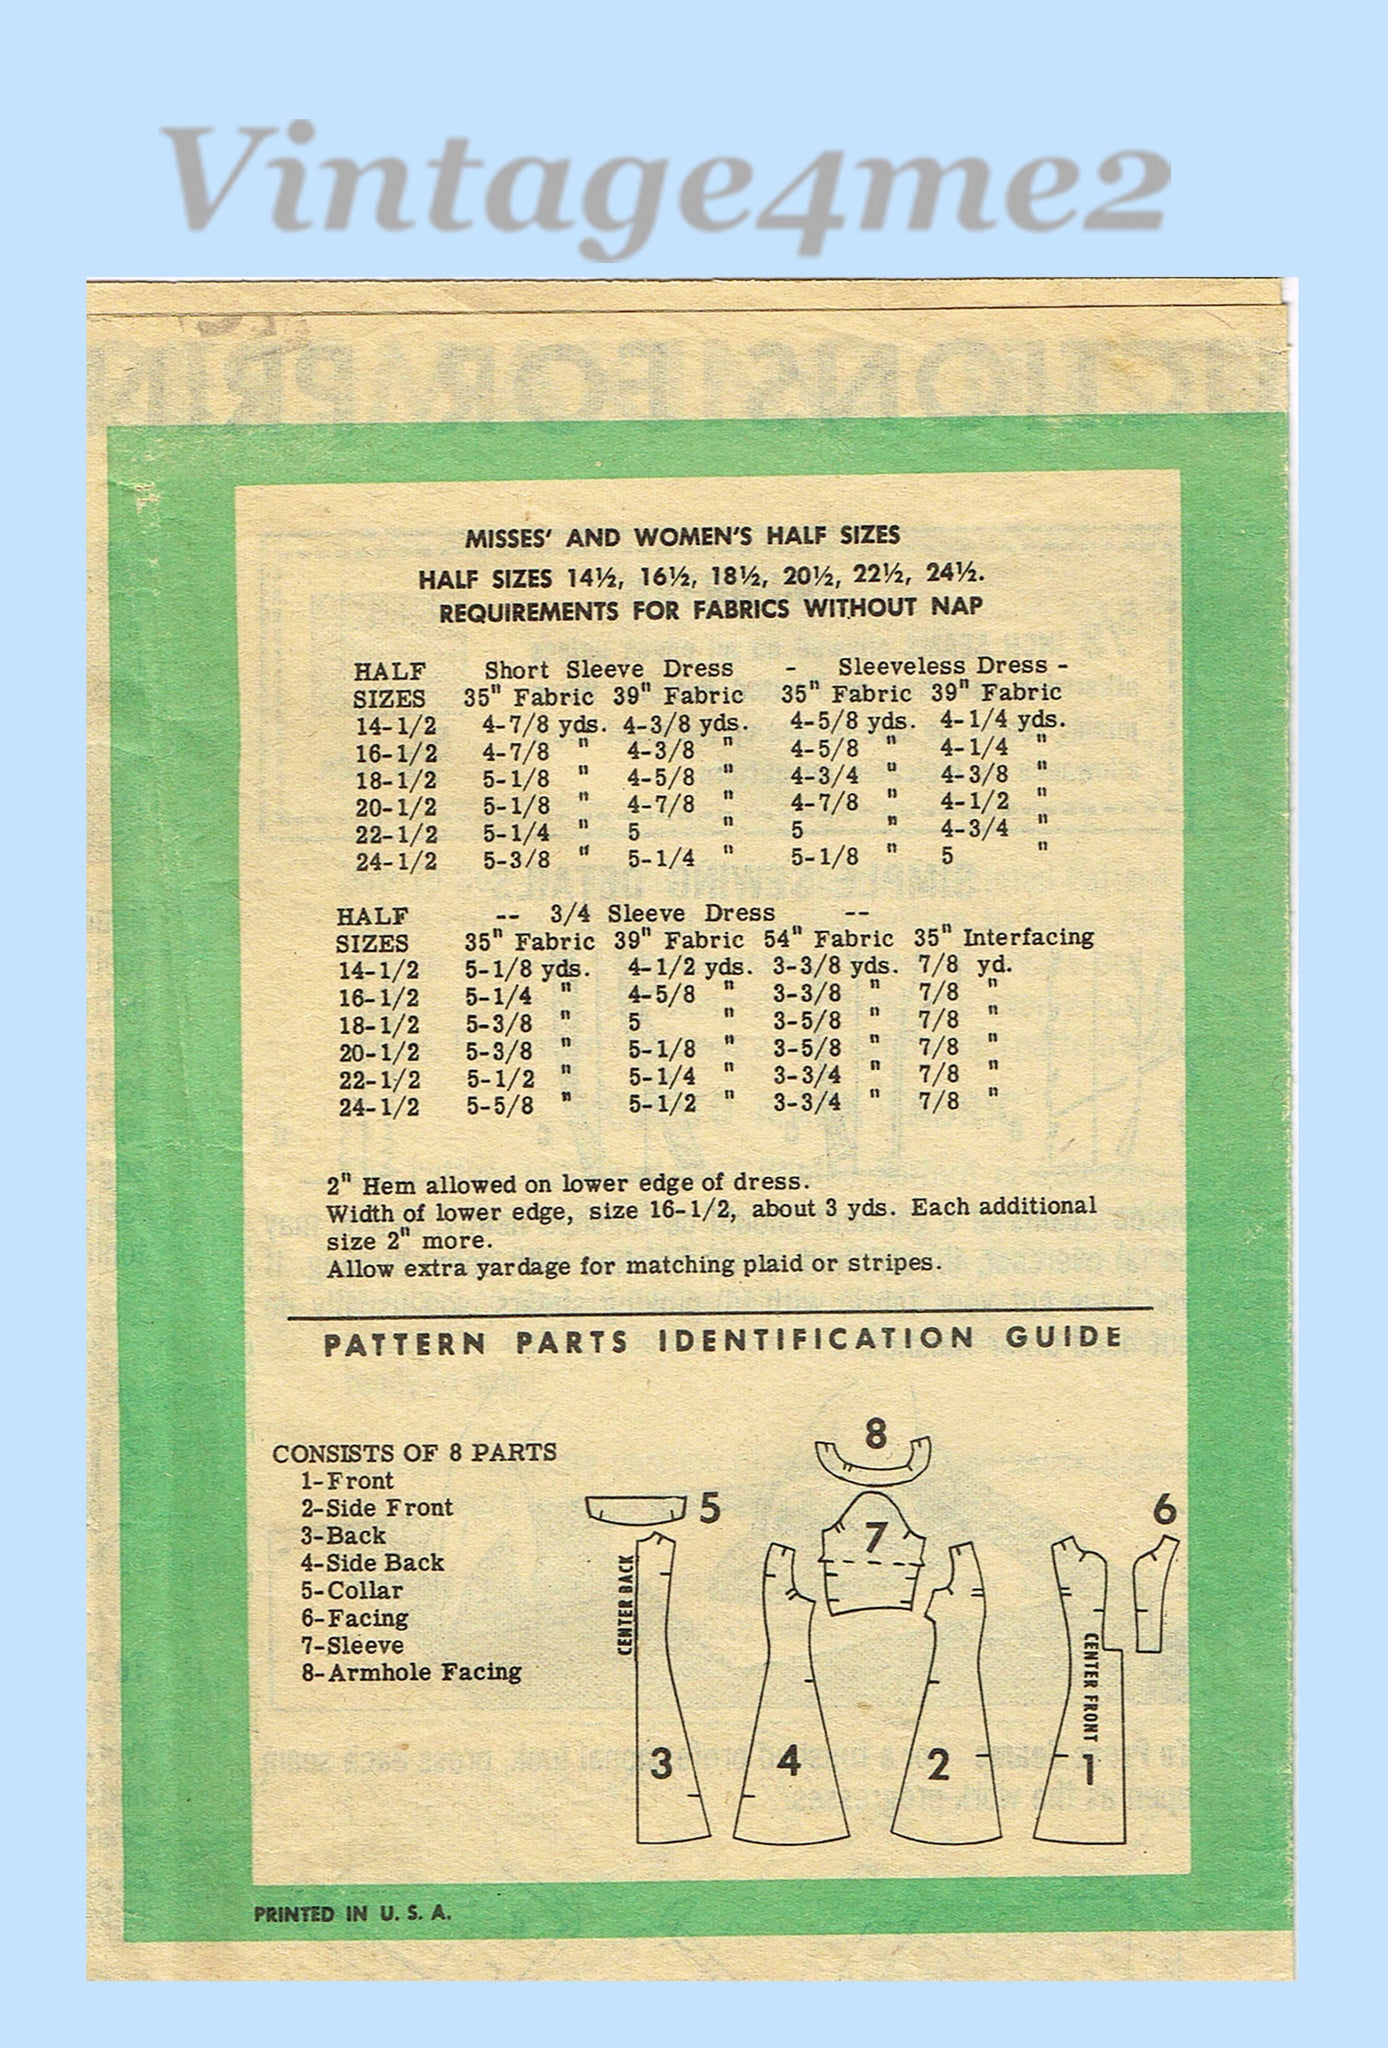 Vintage4me2
MISSES' AND WOMEN'S HALF SIZES
HALF SIZES 14½, 16½, 18½, 20½, 22½, 24½.
REQUIREMENTS FOR FABRICS WITHOUT NAP
HALF Short Sleeve Dress - Sleeveless Dress -
SIZES 35" Fabric 39" Fabric 35" Fabric 39" Fabric
14-1/2 4-7/8 yds. 4-3/8 yds. 4-5/8 yds. 4-1/4 yds.
16-1/2 4-7/8 " 4-3/8 " 4-5/8 " 4-1/4 "
18-1/2 5-1/8 " 4-5/8 " 4-3/4 " 4-3/8 "
20-1/2 5-1/8 " 4-7/8 " 4-7/8 " 4-1/2 "
22-1/2 5-1/4 " 5 " 5 " 4-3/4 "
24-1/2 5-3/8 " 5-1/4 " 5-1/8 " 5 "
HALF -- 3/4 Sleeve Dress --
SIZES 35" Fabric 39" Fabric 54" Fabric 35" Interfacing
14-1/2 5-1/8 yds. 4-1/2 yds. 3-3/8 yds. 7/8 yd.
16-1/2 5-1/4 " 4-5/8 " 3-3/8 " 7/8 "
18-1/2 5-3/8 " 5 " 3-5/8 " 7/8 "
20-1/2 5-3/8 " 5-1/8 " 3-5/8 " 7/8 "
22-1/2 5-1/2 " 5-1/4 " 3-3/4 " 7/8 "
24-1/2 5-5/8 " 5-1/2 " 3-3/4 " 7/8 "
2" Hem allowed on lower edge of dress.
Width of lower edge, size 16-1/2, about 3 yds. Each additional
size 2" more.
Allow extra yardage for matching plaid or stripes.
PATTERN PARTS IDENTIFICATION GUIDE
CONSISTS OF 8 PARTS
1-Front
2-Side Front
3-Back
4-Side Back
5-Collar
6-Facing
7-Sleeve
8-Armhole Facing
8
5
7
6
CENTER BACK
CENTER FRONT
3
4
2
1
PRINTED IN U. S. A.